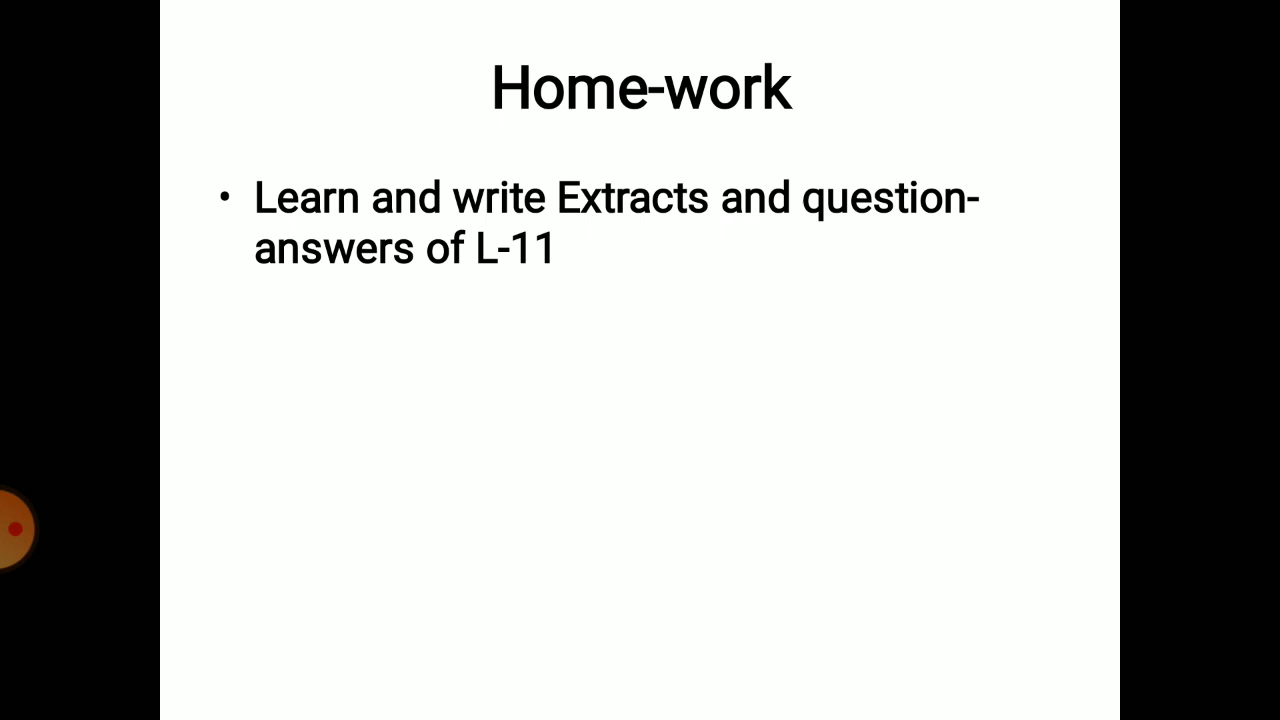 Home-work
• Learn and write Extracts and question-
answers of L-11